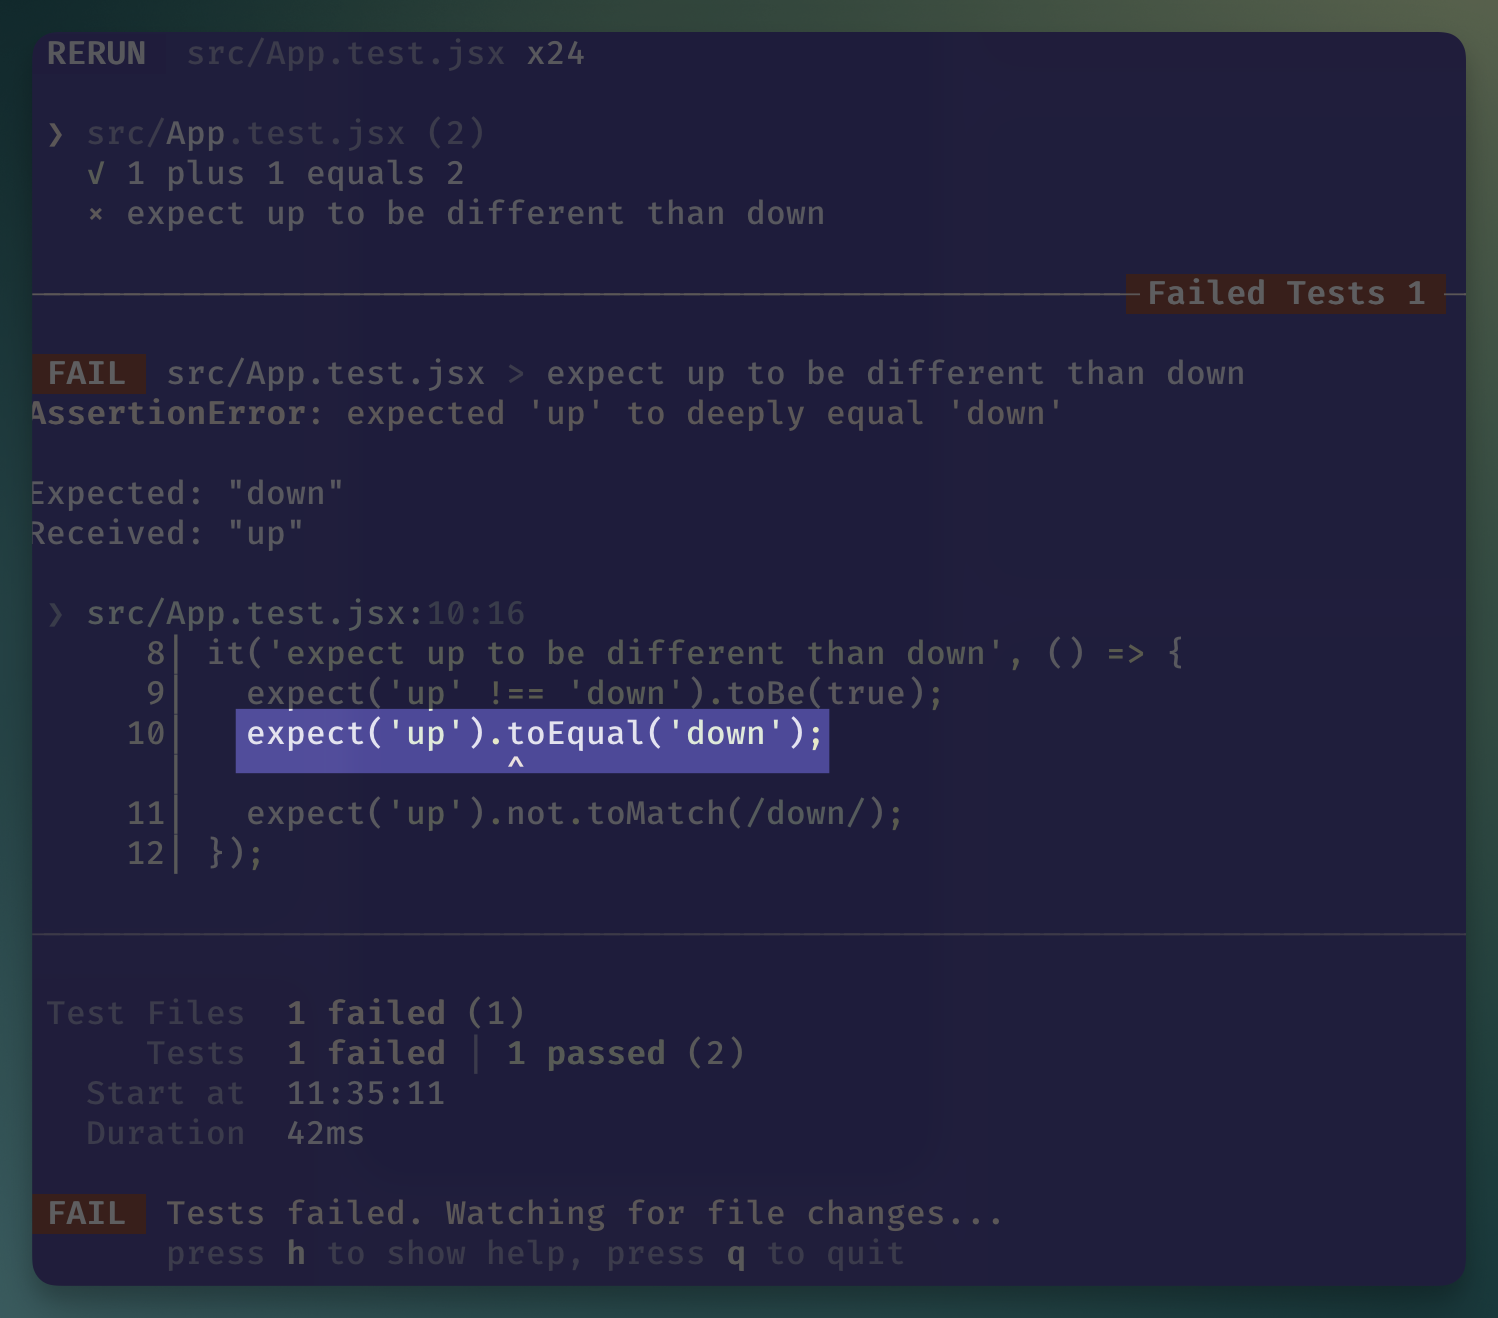 RERUN src/App.test.jsx x24
❯ src/App.test.jsx (2)
√ 1 plus 1 equals 2
× expect up to be different than down
Failed Tests 1
FAIL src/App.test.jsx > expect up to be different than down
AssertionError: expected 'up' to deeply equal 'down'
Expected: "down"
Received: "up"
❯ src/App.test.jsx:10:16
8| it('expect up to be different than down', () => {
9| expect('up' !== 'down').toBe(true);
10| expect('up').toEqual('down');
| ^
11| expect('up').not.toMatch(/down/);
12| });
Test Files 1 failed (1)
Tests 1 failed | 1 passed (2)
Start at 11:35:11
Duration 42ms
FAIL Tests failed. Watching for file changes...
press h to show help, press q to quit